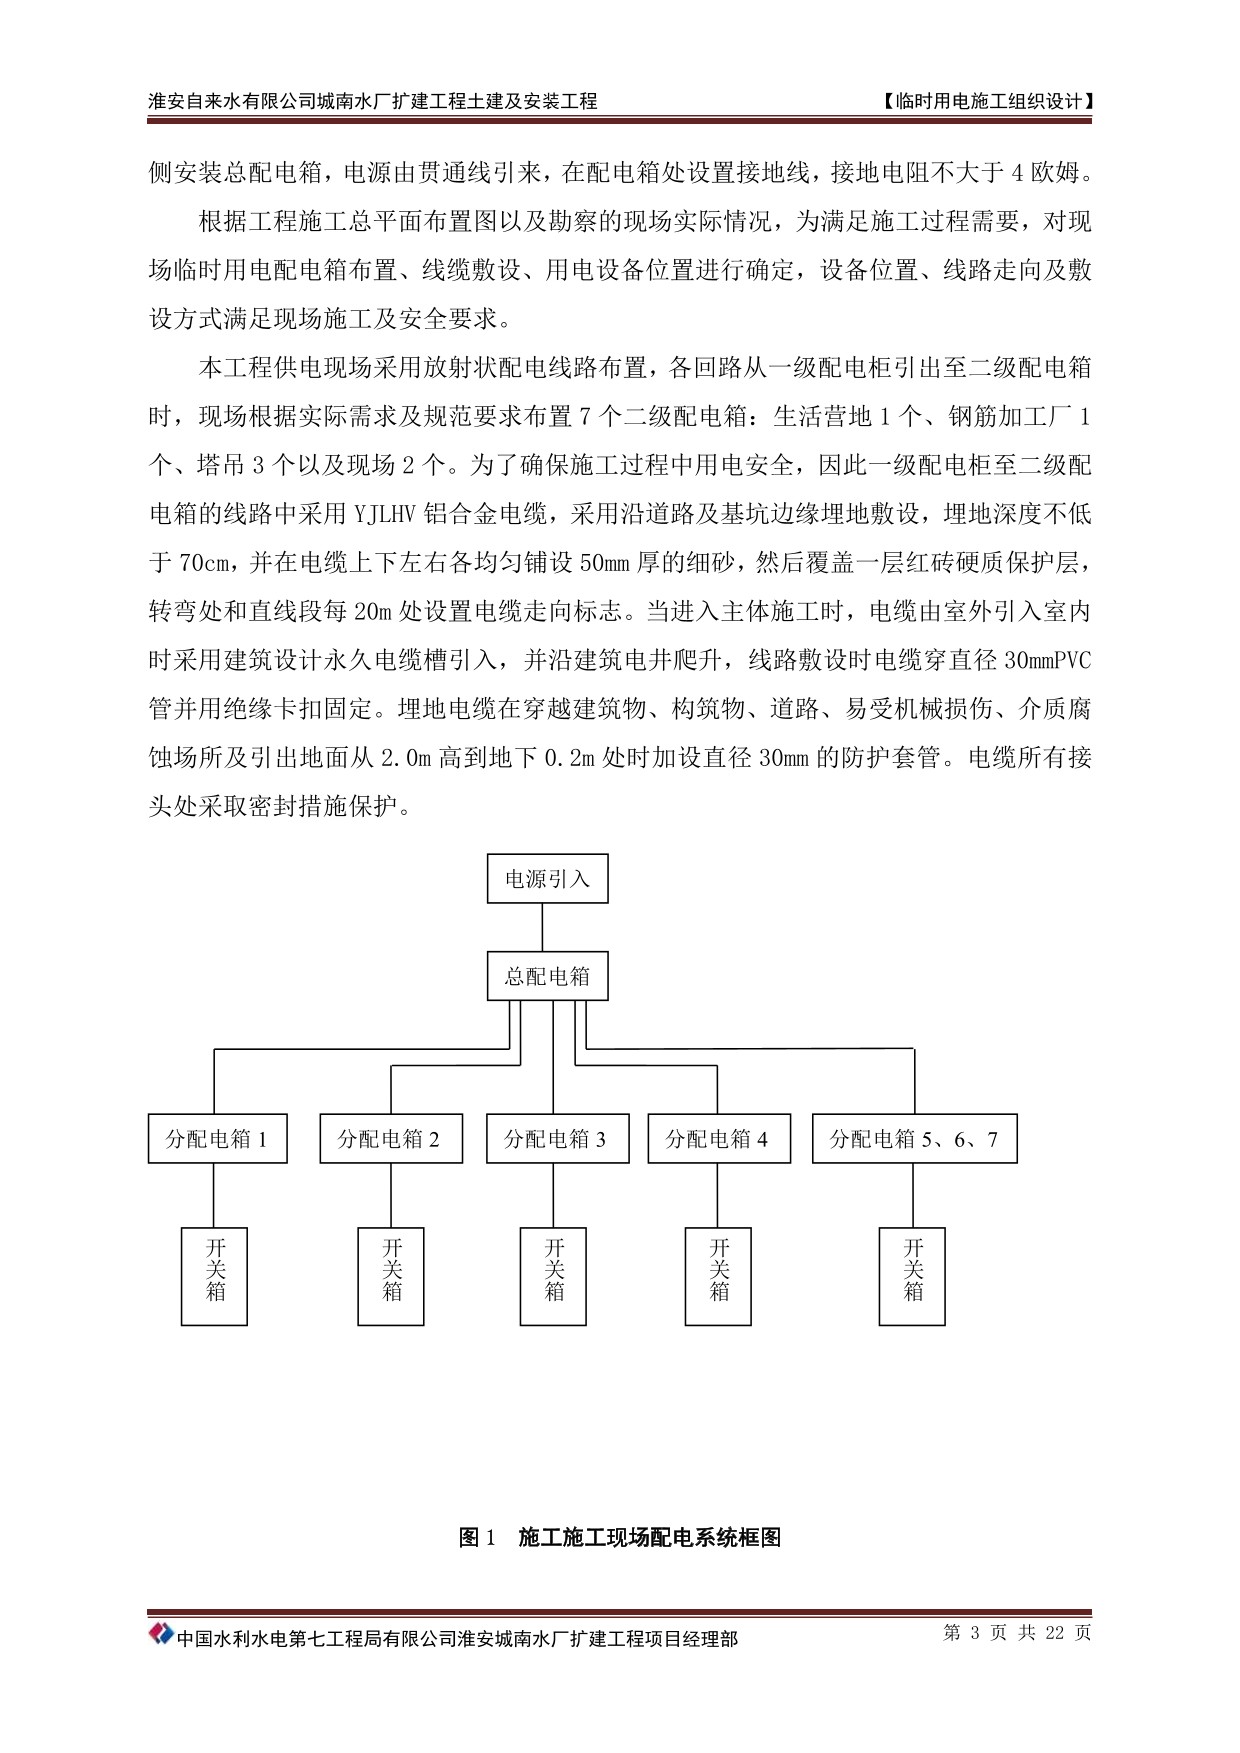 淮安自来水有限公司城南水厂扩建工程土建及安装工程 【临时用电施工组织设计】
侧安装总配电箱，电源由贯通线引来，在配电箱处设置接地线，接地电阻不大于 4 欧姆。
根据工程施工总平面布置图以及勘察的现场实际情况，为满足施工过程需要，对现
场临时用电配电箱布置、线缆敷设、用电设备位置进行确定，设备位置、线路走向及敷
设方式满足现场施工及安全要求。
本工程供电现场采用放射状配电线路布置，各回路从一级配电柜引出至二级配电箱
时，现场根据实际需求及规范要求布置 7 个二级配电箱：生活营地 1 个、钢筋加工厂 1
个、塔吊 3 个以及现场 2 个。为了确保施工过程中用电安全，因此一级配电柜至二级配
电箱的线路中采用 YJLHV 铝合金电缆，采用沿道路及基坑边缘埋地敷设，埋地深度不低
于 70cm，并在电缆上下左右各均匀铺设 50mm 厚的细砂，然后覆盖一层红砖硬质保护层，
转弯处和直线段每 20m 处设置电缆走向标志。当进入主体施工时，电缆由室外引入室内
时采用建筑设计永久电缆槽引入，并沿建筑电井爬升，线路敷设时电缆穿直径 30mmPVC
管并用绝缘卡扣固定。埋地电缆在穿越建筑物、构筑物、道路、易受机械损伤、介质腐
蚀场所及引出地面从 2.0m 高到地下 0.2m 处时加设直径 30mm 的防护套管。电缆所有接
头处采取密封措施保护。
电源引入
总配电箱
分配电箱 1
分配电箱 2
分配电箱 3
分配电箱 4
分配电箱 5、6、7
开关箱
开关箱
开关箱
开关箱
开关箱
图 1 施工施工现场配电系统框图
中国水利水电第七工程局有限公司淮安城南水厂扩建工程项目经理部 第 3 页 共 22 页